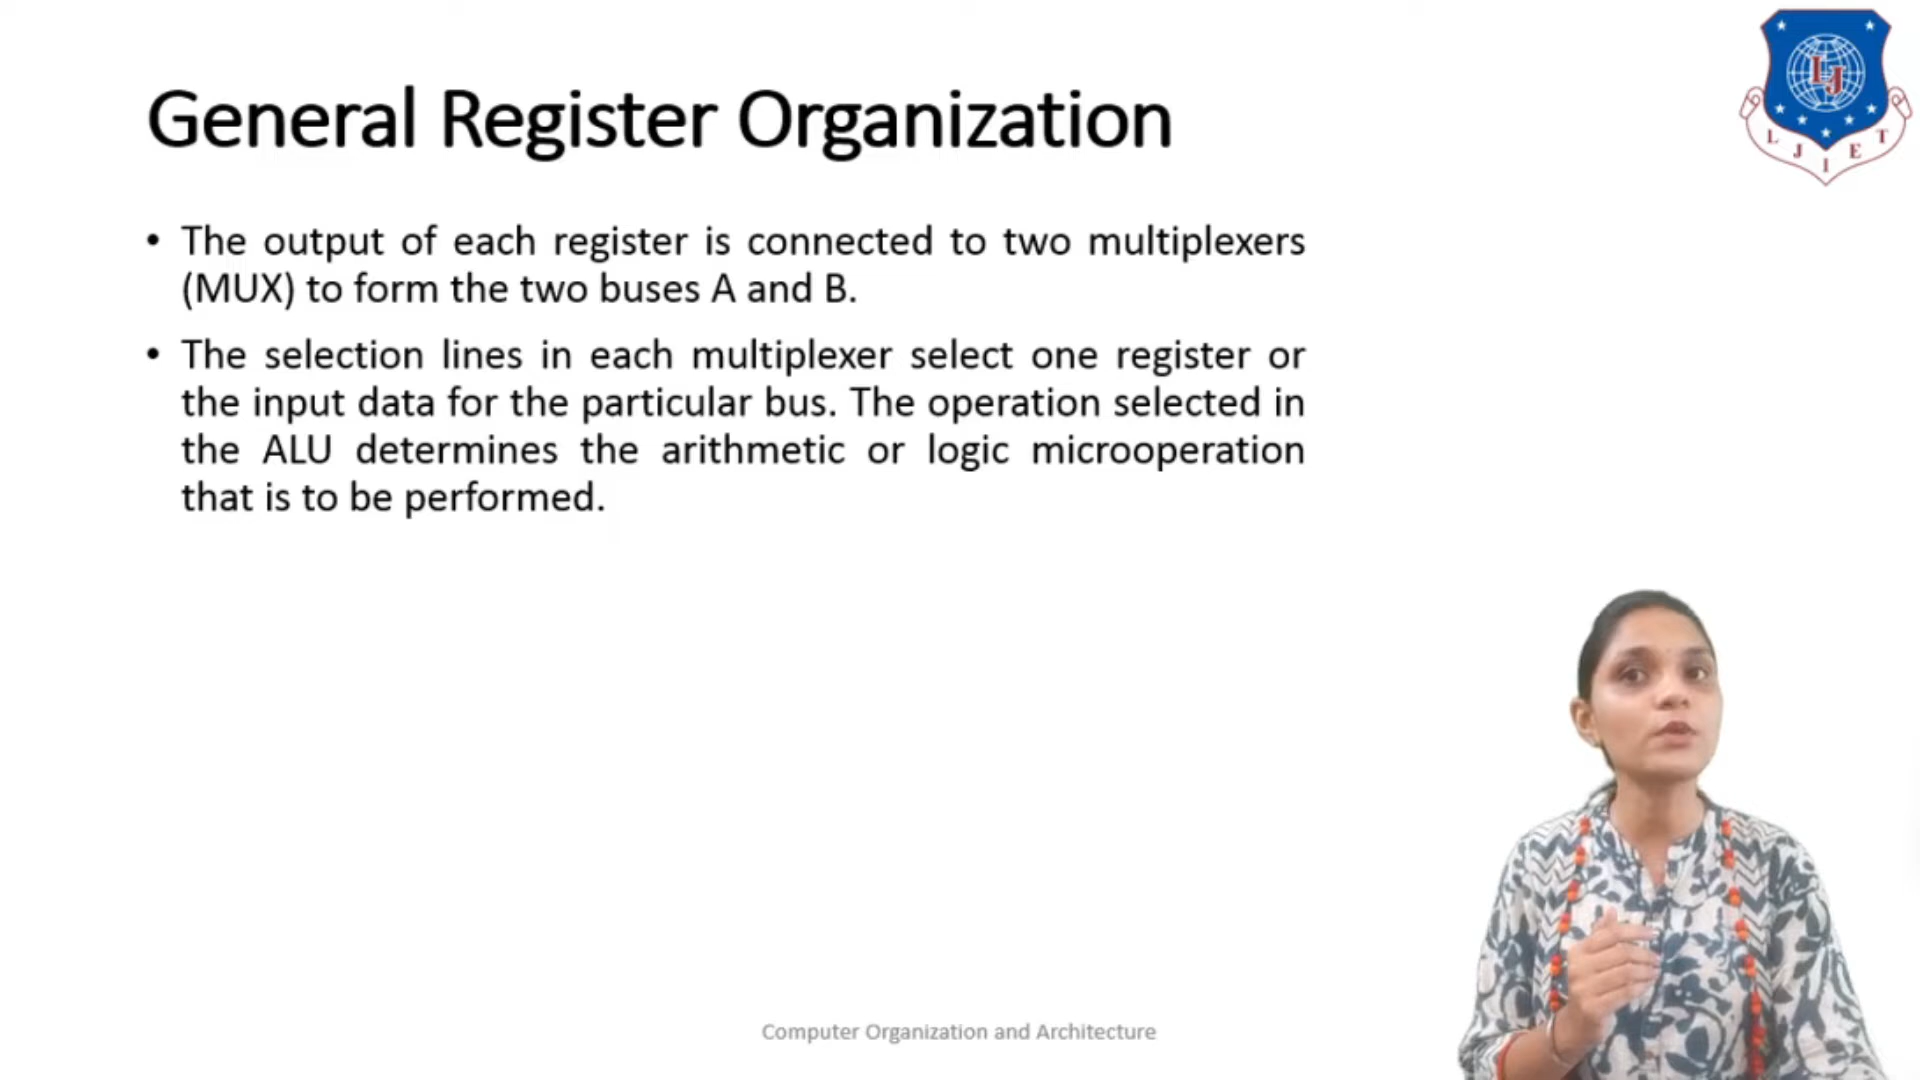 General Register Organization
• The output of each register is connected to two multiplexers
(MUX) to form the two buses A and B.
• The selection lines in each multiplexer select one register or
the input data for the particular bus. The operation selected in
the ALU determines the arithmetic or logic microoperation
that is to be performed.
LJ
L J I E T
Computer Organization and Architecture